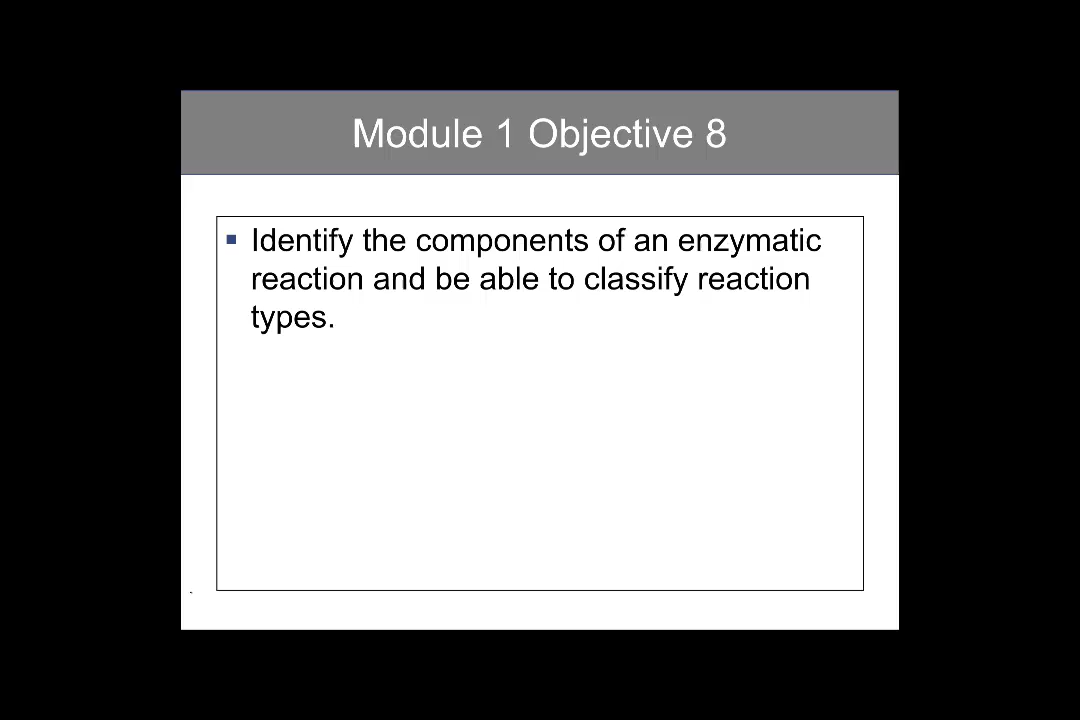 Module 1 Objective 8
▪ Identify the components of an enzymatic
reaction and be able to classify reaction
types.